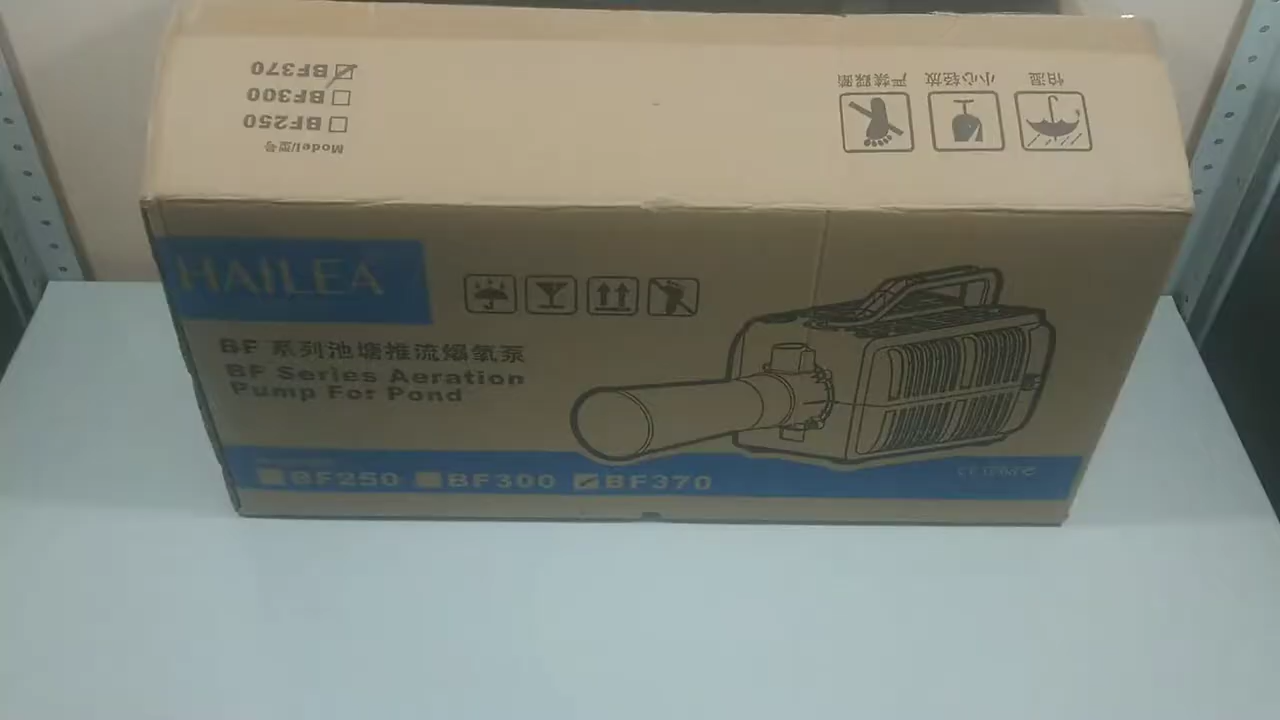 BF370
BF300
BF250
Model/型号
严禁踩踏
小心轻放
怕湿
HAILEA
BF 系列池塘推流爆氧泵
BF Series Aeration
Pump For Pond
BF250 BF300 BF370